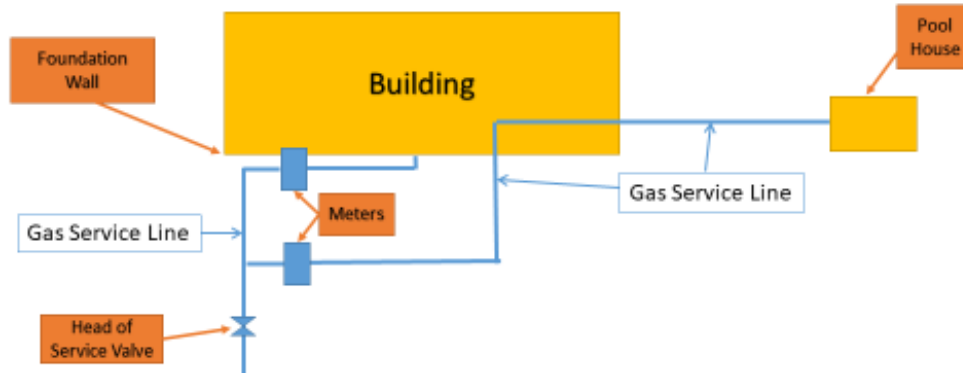 Pool
House
Foundation
Wall
Building
Gas Service Line
Meters
Gas Service Line
Head of
Service Valve